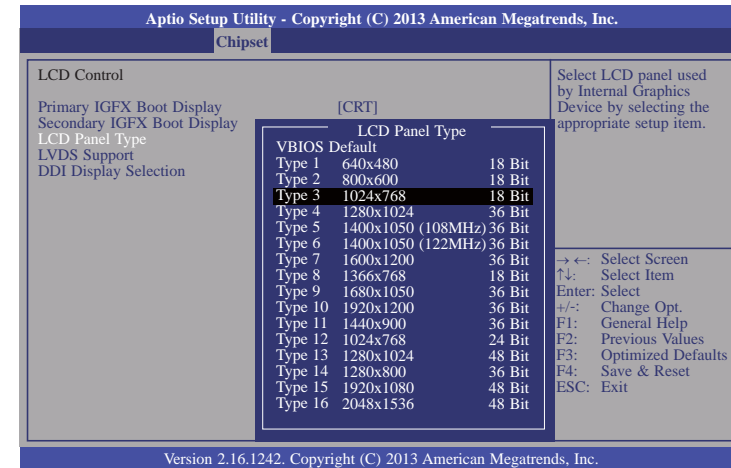 Aptio Setup Utility - Copyright (C) 2013 American Megatrends, Inc.
Chipset
LCD Control
Primary IGFX Boot Display [CRT]
Secondary IGFX Boot Display
LCD Panel Type
LVDS Support
DDI Display Selection
LCD Panel Type
VBIOS Default
Type 1 640x480 18 Bit
Type 2 800x600 18 Bit
Type 3 1024x768 18 Bit
Type 4 1280x1024 36 Bit
Type 5 1400x1050 (108MHz) 36 Bit
Type 6 1400x1050 (122MHz) 36 Bit
Type 7 1600x1200 36 Bit
Type 8 1366x768 18 Bit
Type 9 1680x1050 36 Bit
Type 10 1920x1200 36 Bit
Type 11 1440x900 36 Bit
Type 12 1024x768 24 Bit
Type 13 1280x1024 48 Bit
Type 14 1280x800 36 Bit
Type 15 1920x1080 48 Bit
Type 16 2048x1536 48 Bit
Select LCD panel used
by Internal Graphics
Device by selecting the
appropriate setup item.
→ ←: Select Screen
↑↓: Select Item
Enter: Select
+/-: Change Opt.
F1: General Help
F2: Previous Values
F3: Optimized Defaults
F4: Save & Reset
ESC: Exit
Version 2.16.1242. Copyright (C) 2013 American Megatrends, Inc.